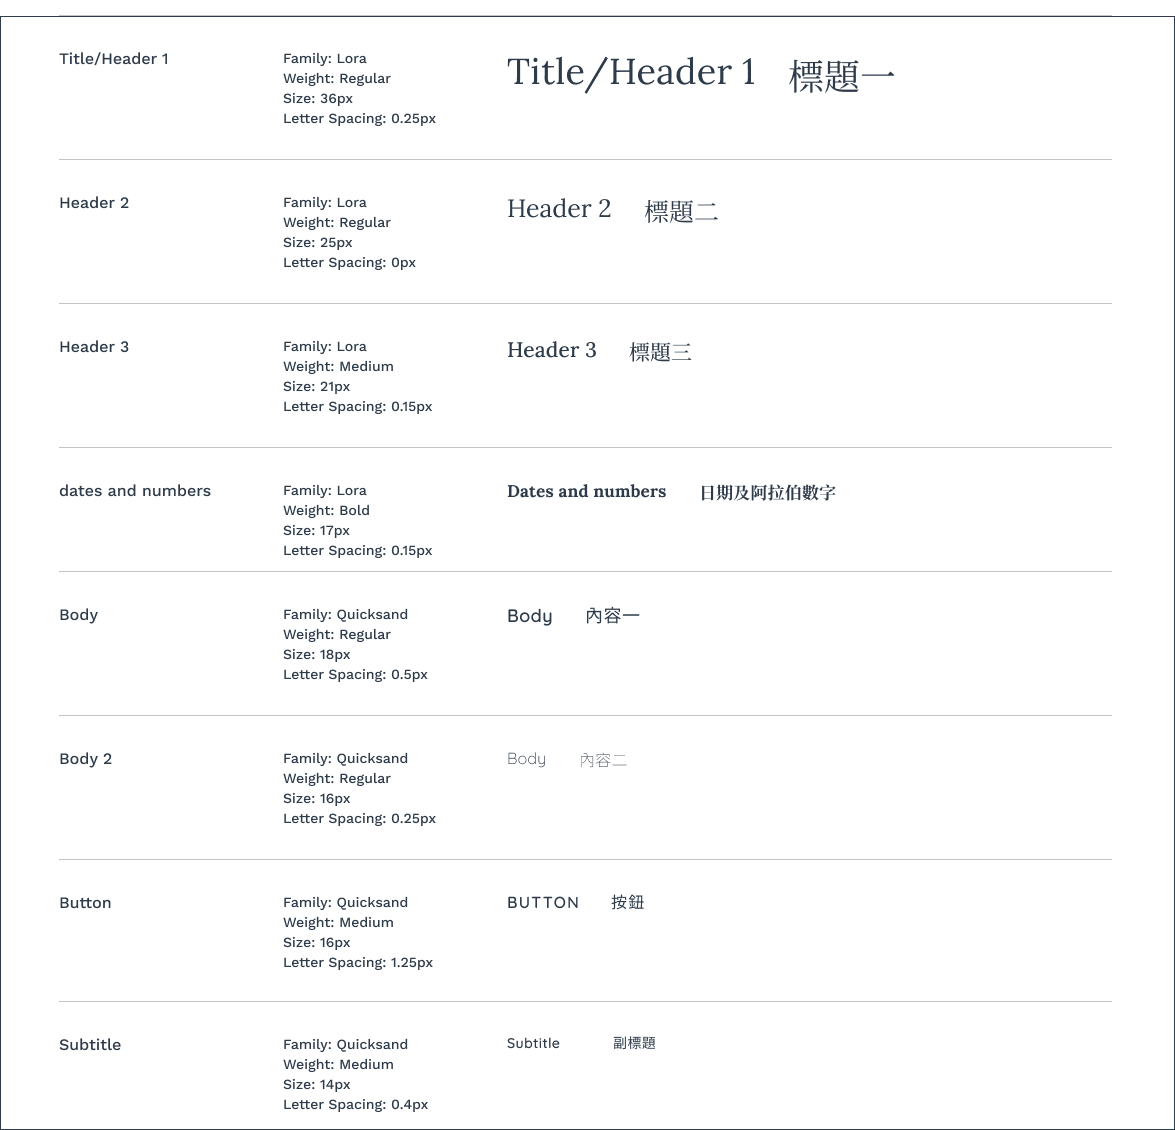 Title/Header 1
Family: Lora
Weight: Regular
Size: 36px
Letter Spacing: 0.25px
Title/Header 1 標題一
Header 2
Family: Lora
Weight: Regular
Size: 25px
Letter Spacing: 0px
Header 2 標題二
Header 3
Family: Lora
Weight: Medium
Size: 21px
Letter Spacing: 0.15px
Header 3 標題三
dates and numbers
Family: Lora
Weight: Bold
Size: 17px
Letter Spacing: 0.15px
Dates and numbers 日期及阿拉伯數字
Body
Family: Quicksand
Weight: Regular
Size: 18px
Letter Spacing: 0.5px
Body 內容一
Body 2
Family: Quicksand
Weight: Regular
Size: 16px
Letter Spacing: 0.25px
Body 內容二
Button
Family: Quicksand
Weight: Medium
Size: 16px
Letter Spacing: 1.25px
BUTTON 按鈕
Subtitle
Family: Quicksand
Weight: Medium
Size: 14px
Letter Spacing: 0.4px
Subtitle 副標題